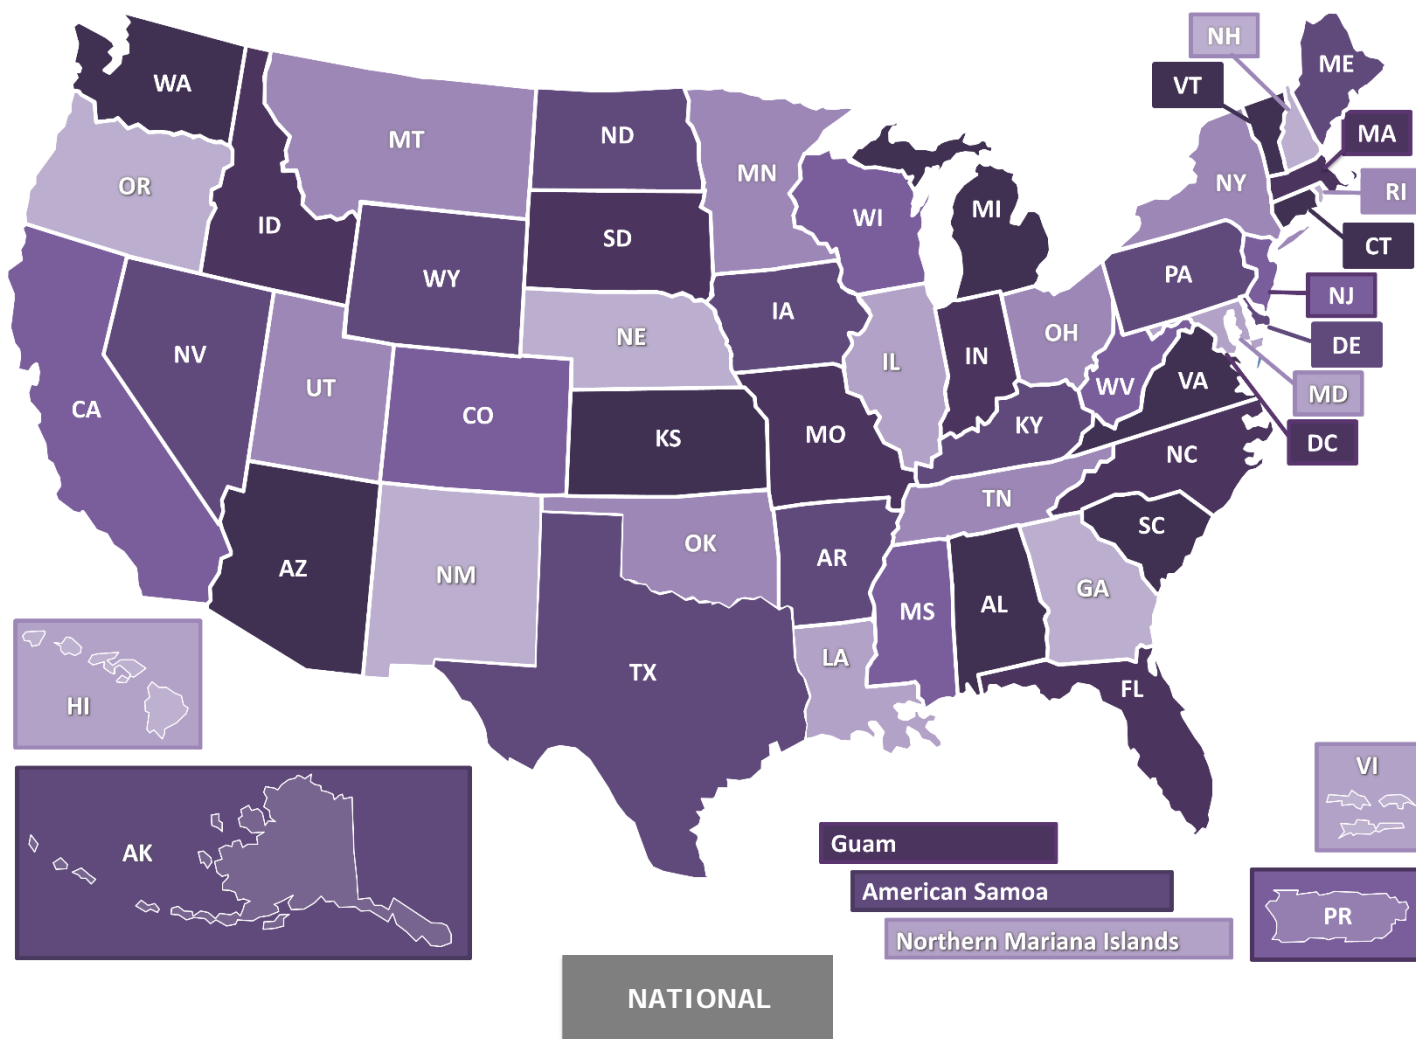 NH
ME
WA
VT
MT
ND
MA
MN
OR
NY
RI
ID
SD
WI
MI
CT
WY
PA
NJ
IA
NE
OH
DE
NV
UT
IL
IN
WV
VA
MD
CA
CO
KS
MO
KY
NC
DC
TN
SC
OK
AR
AZ
NM
GA
MS
AL
LA
TX
FL
HI
VI
AK
Guam
American Samoa
PR
Northern Mariana Islands
NATIONAL